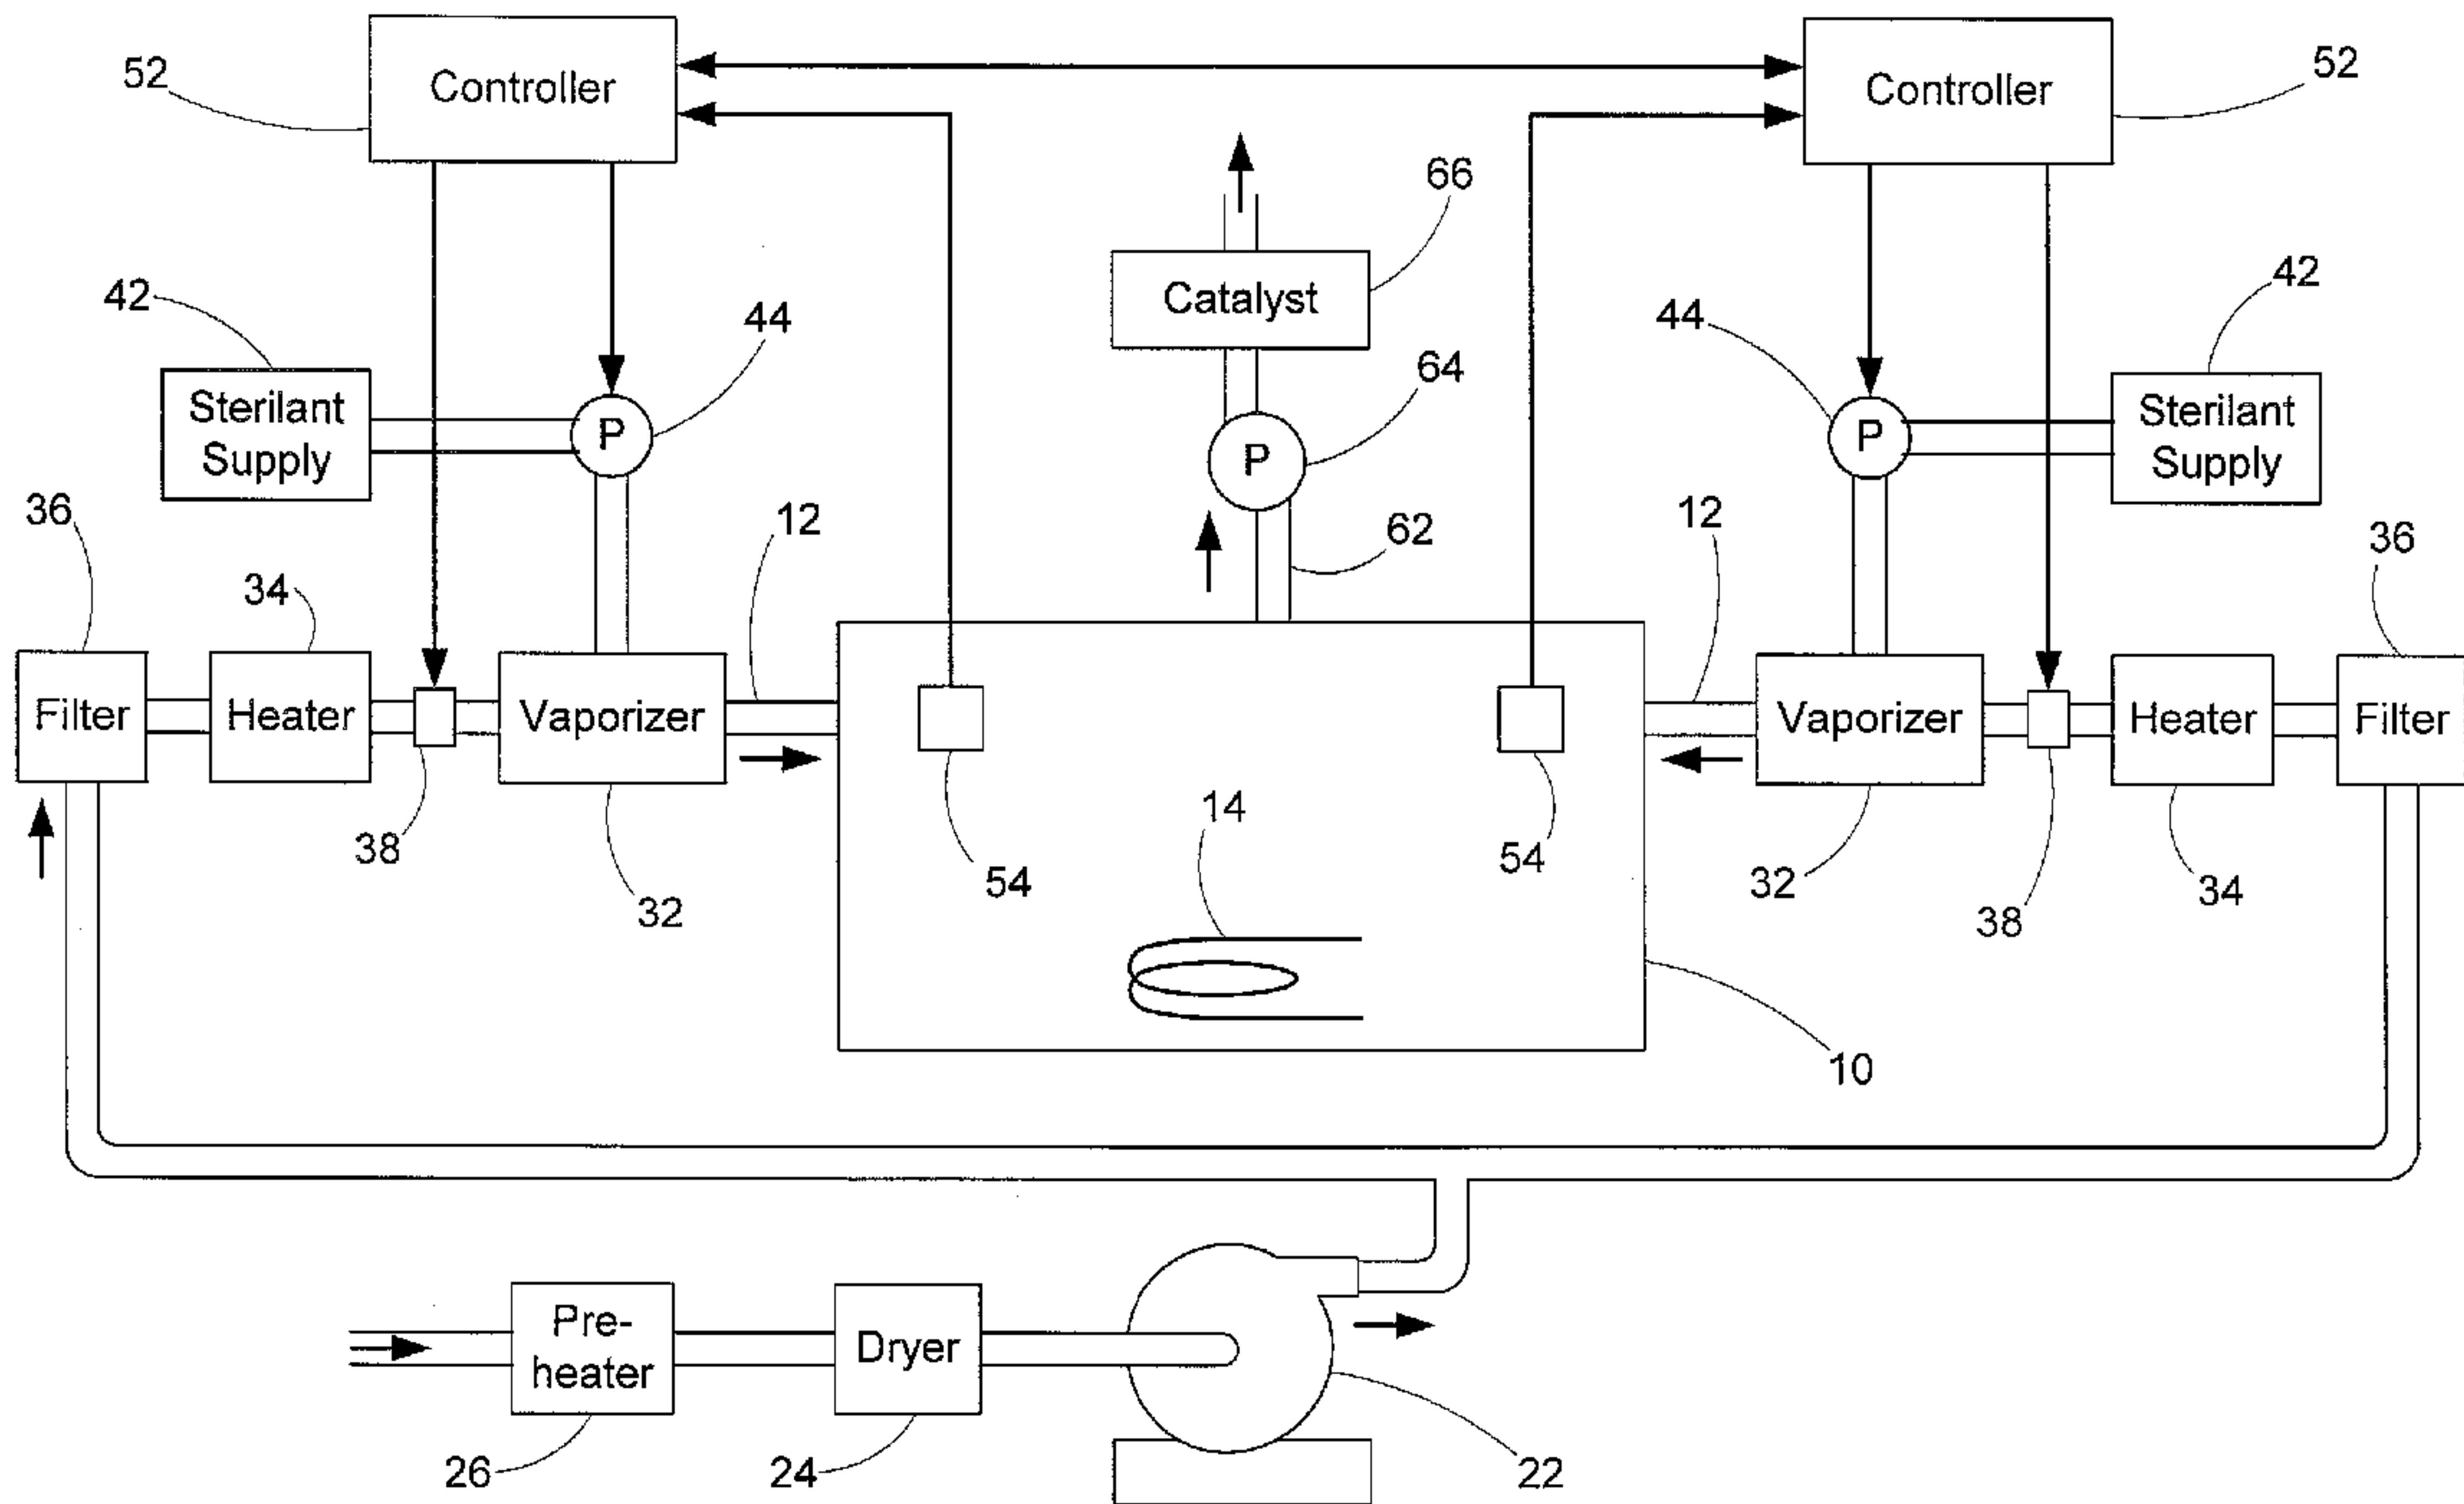 52
Controller
Controller
52
66
Catalyst
42
Sterilant
Supply
44
P
64
P
44
P
42
Sterilant
Supply
36
34
12
62
12
36
Filter
Heater
Vaporizer
Vaporizer
Heater
Filter
38
32
54
14
54
32
38
34
10
Pre-
heater
Dryer
26
24
22